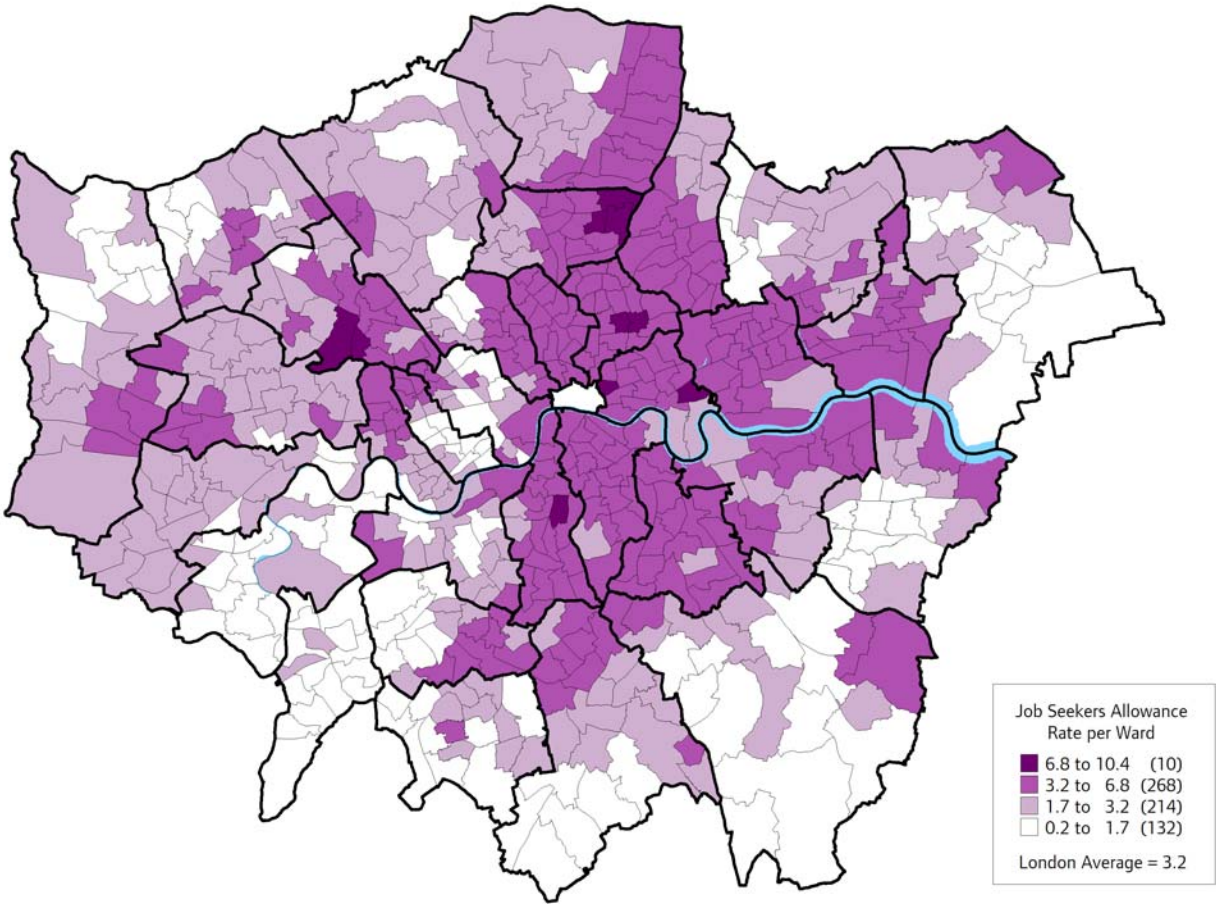 Job Seekers Allowance
Rate per Ward
6.8 to 10.4 (10)
3.2 to 6.8 (268)
1.7 to 3.2 (214)
0.2 to 1.7 (132)
London Average = 3.2